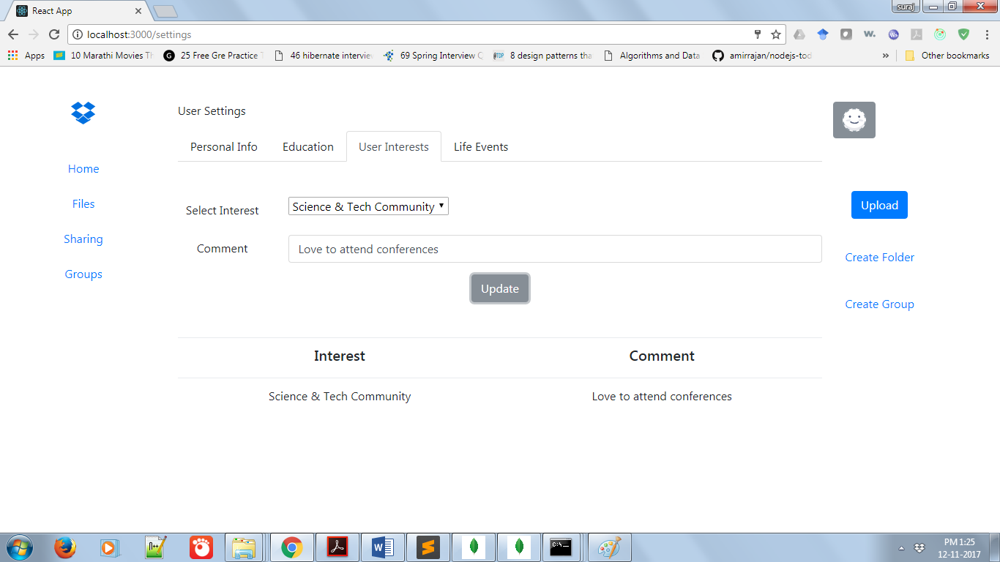 React App
suraj
localhost:3000/settings
Apps
10 Marathi Movies Th
25 Free Gre Practice T
46 hibernate interview
69 Spring Interview Q
TDP
8 design patterns tha
Algorithms and Data
amirrajan/nodejs-tod
»
Other bookmarks
User Settings
Personal Info
Education
User Interests
Life Events
Home
Files
Sharing
Groups
Select Interest
Science & Tech Community
Comment
Love to attend conferences
Update
Upload
Create Folder
Create Group
Interest
Comment
Science & Tech Community
Love to attend conferences
PM 1:25
12-11-2017